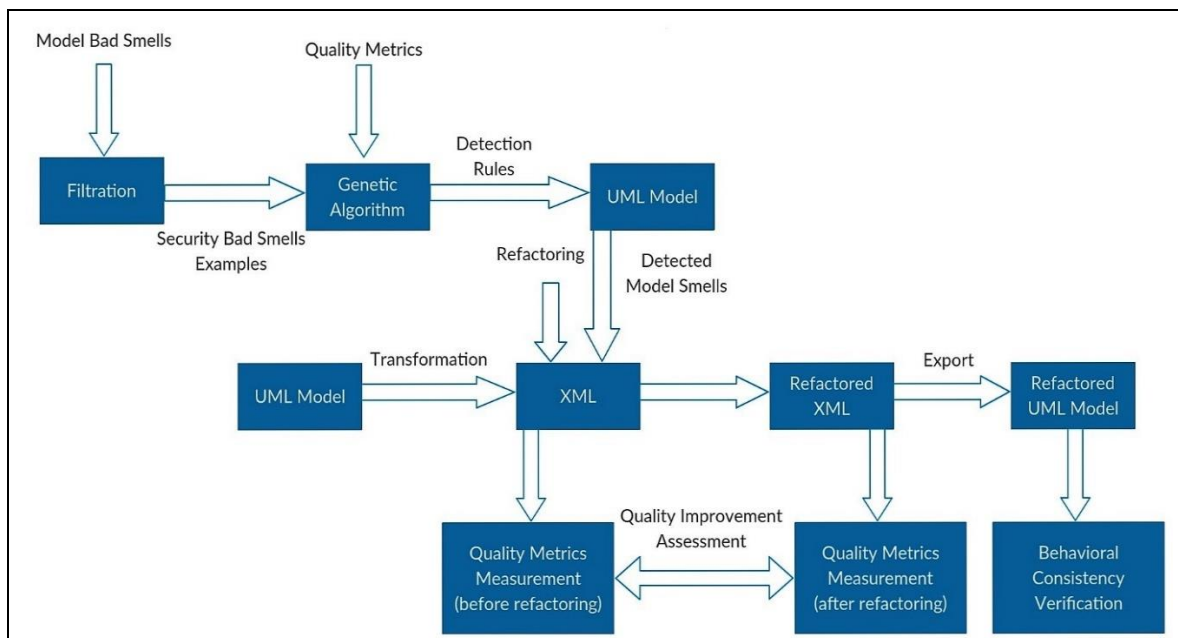 Model Bad Smells
Quality Metrics
Filtration
Security Bad Smells
Examples
Genetic
Algorithm
Detection
Rules
UML Model
Refactoring
Detected
Model Smells
UML Model
Transformation
XML
Refactored
XML
Export
Refactored
UML Model
Quality Metrics
Measurement
(before refactoring)
Quality Improvement
Assessment
Quality Metrics
Measurement
(after refactoring)
Behavioral
Consistency
Verification